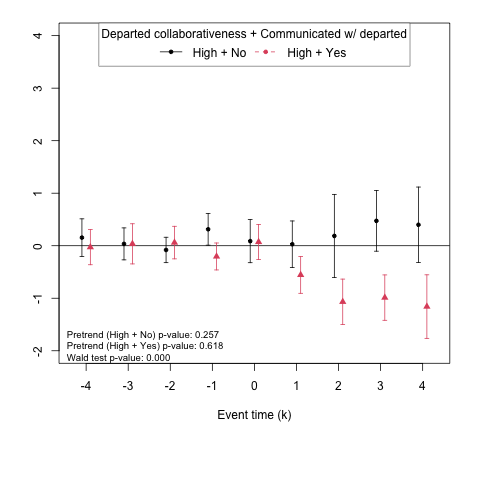 Departed collaborativeness + Communicated w/ departed
High + No High + Yes
4
3
2
1
0
-1
-2
Pretrend (High + No) p-value: 0.257
Pretrend (High + Yes) p-value: 0.618
Wald test p-value: 0.000
-4 -3 -2 -1 0 1 2 3 4
Event time (k)